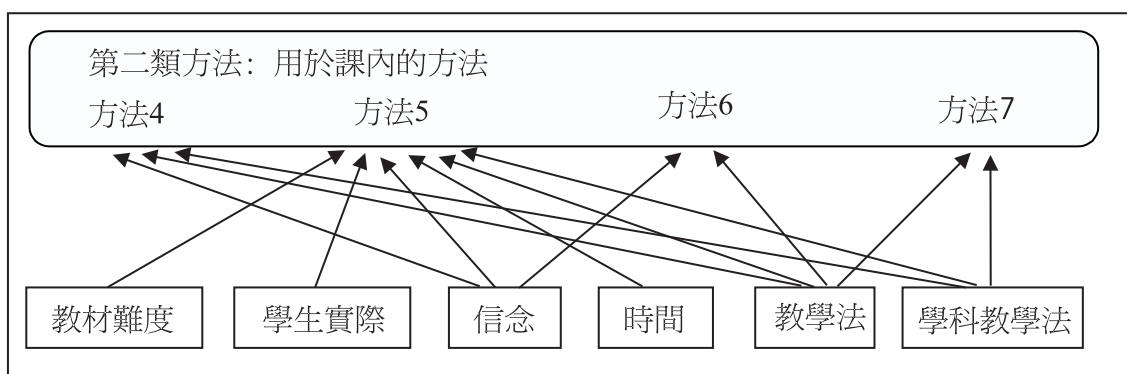 第二類方法：用於課內的方法
方法4 方法5 方法6 方法7
教材難度 學生實際 信念 時間 教學法 學科教學法